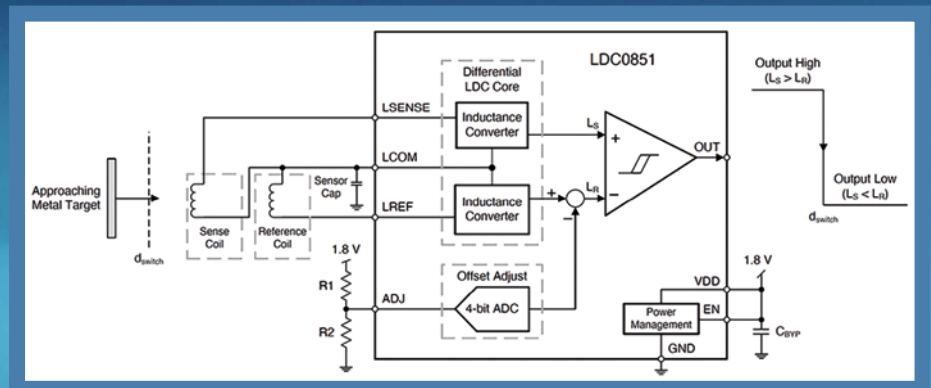 LDC0851
Differential
LDC Core
Inductance
Converter
Inductance
Converter
LSENSE
LCOM
LREF
Sensor
Cap
Approaching
Metal Target
dswitch
Sense
Coil
Reference
Coil
1.8 V
R1
R2
ADJ
Offset Adjust
4-bit ADC
LS
LR
+
−
+
−
OUT
Output High
(LS > LR)
Output Low
(LS < LR)
dswitch
1.8 V
VDD
EN
Power
Management
GND
CBYP